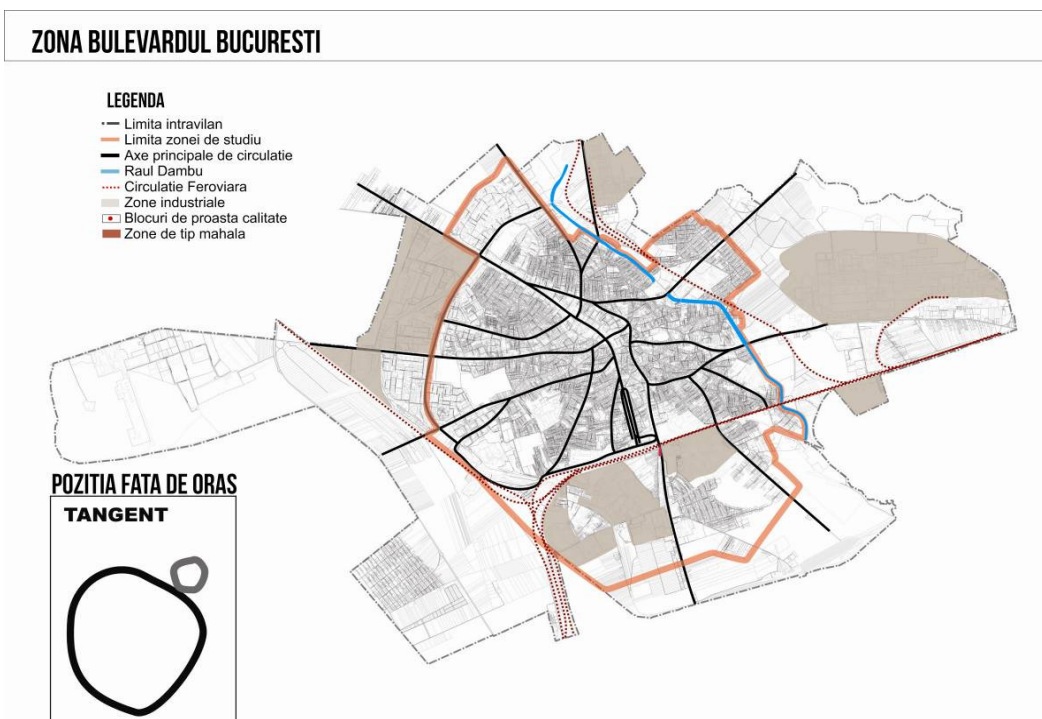 ZONA BULEVARDUL BUCURESTI
LEGENDA
Limita intravilan
Limita zonei de studiu
Axe principale de circulatie
Raul Dambu
Circulatie Feroviara
Zone industriale
Blocuri de proasta calitate
Zone de tip mahala
POZITIA FATA DE ORAS
TANGENT